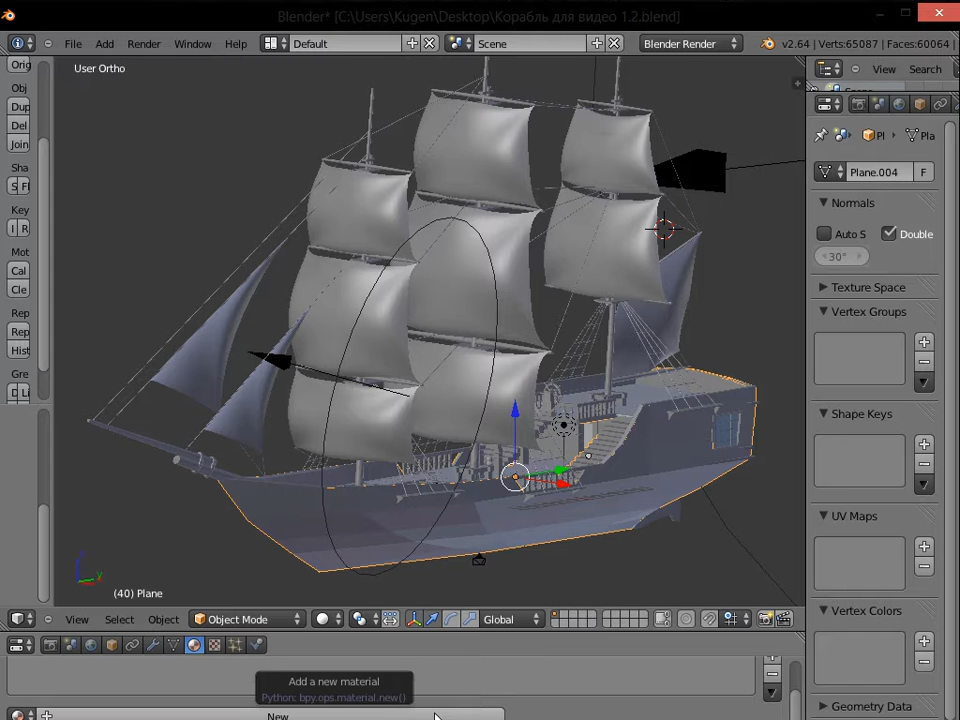 Blender* [C:\Users\Kugen\Desktop\Корабль для видео 1.2.blend]
File Add Render Window Help Default Scene Blender Render v2.64 | Verts:65087 | Faces:60064
User Ortho
View Search
Orig
Obj
Dup
Del
Join
Sha
S Fl
Key
I R
Mot
Cal
Cle
Rep
Rep
Hist
Gre
D Li
Pl Pla
Plane.004 F
Normals
Auto S Double
30°
Texture Space
Vertex Groups
Shape Keys
UV Maps
Vertex Colors
Geometry Data
(40) Plane
View Select Object Object Mode Global
Add a new material
Python: bpy.ops.material.new()
New